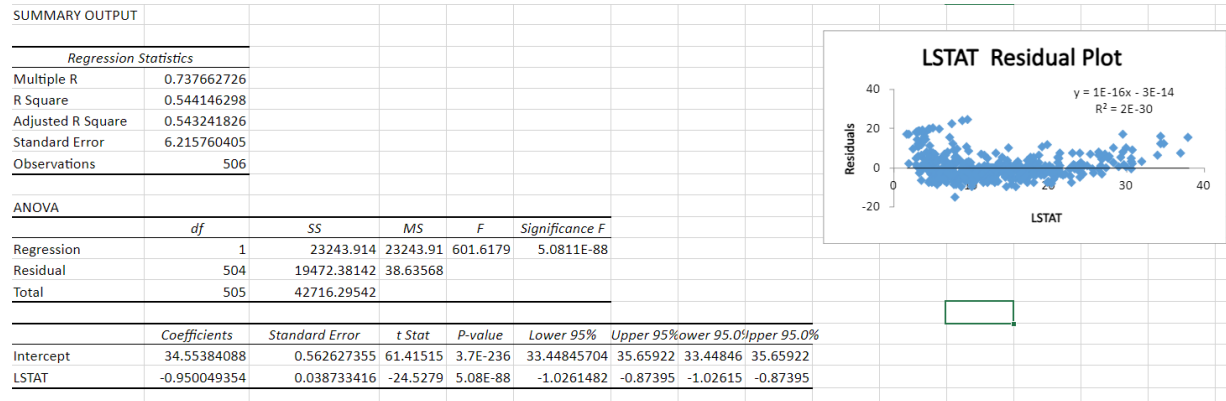 SUMMARY OUTPUT
Regression Statistics
Multiple R 0.737662726
R Square 0.544146298
Adjusted R Square 0.543241826
Standard Error 6.215760405
Observations 506
ANOVA
df SS MS F Significance F
Regression 1 23243.914 23243.91 601.6179 5.0811E-88
Residual 504 19472.38142 38.63568
Total 505 42716.29542
Coefficients Standard Error t Stat P-value Lower 95% Upper 95% ower 95.0% Upper 95.0%
Intercept 34.55384088 0.562627355 61.41515 3.7E-236 33.44845704 35.65922 33.44846 35.65922
LSTAT -0.950049354 0.038733416 -24.5279 5.08E-88 -1.0261482 -0.87395 -1.02615 -0.87395
LSTAT Residual Plot
y = 1E-16x - 3E-14
R² = 2E-30
Residuals
40
20
0
-20
0 10 20 30 40
LSTAT